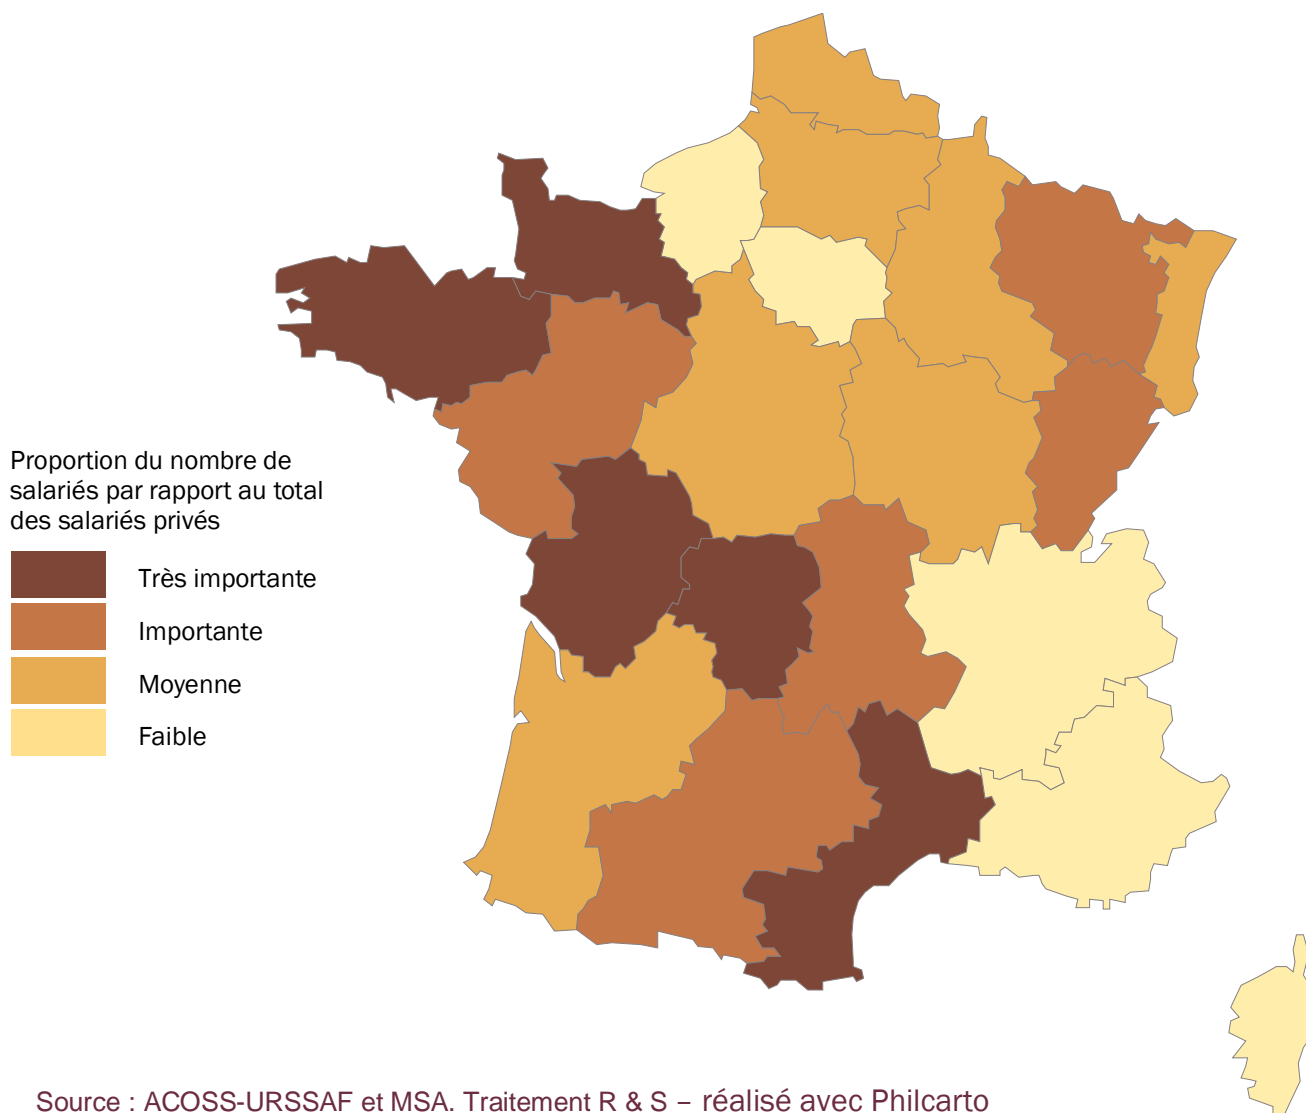 Proportion du nombre de
salariés par rapport au total
des salariés privés
Très importante
Importante
Moyenne
Faible
Source : ACOSS-URSSAF et MSA. Traitement R & S – réalisé avec Philcarto